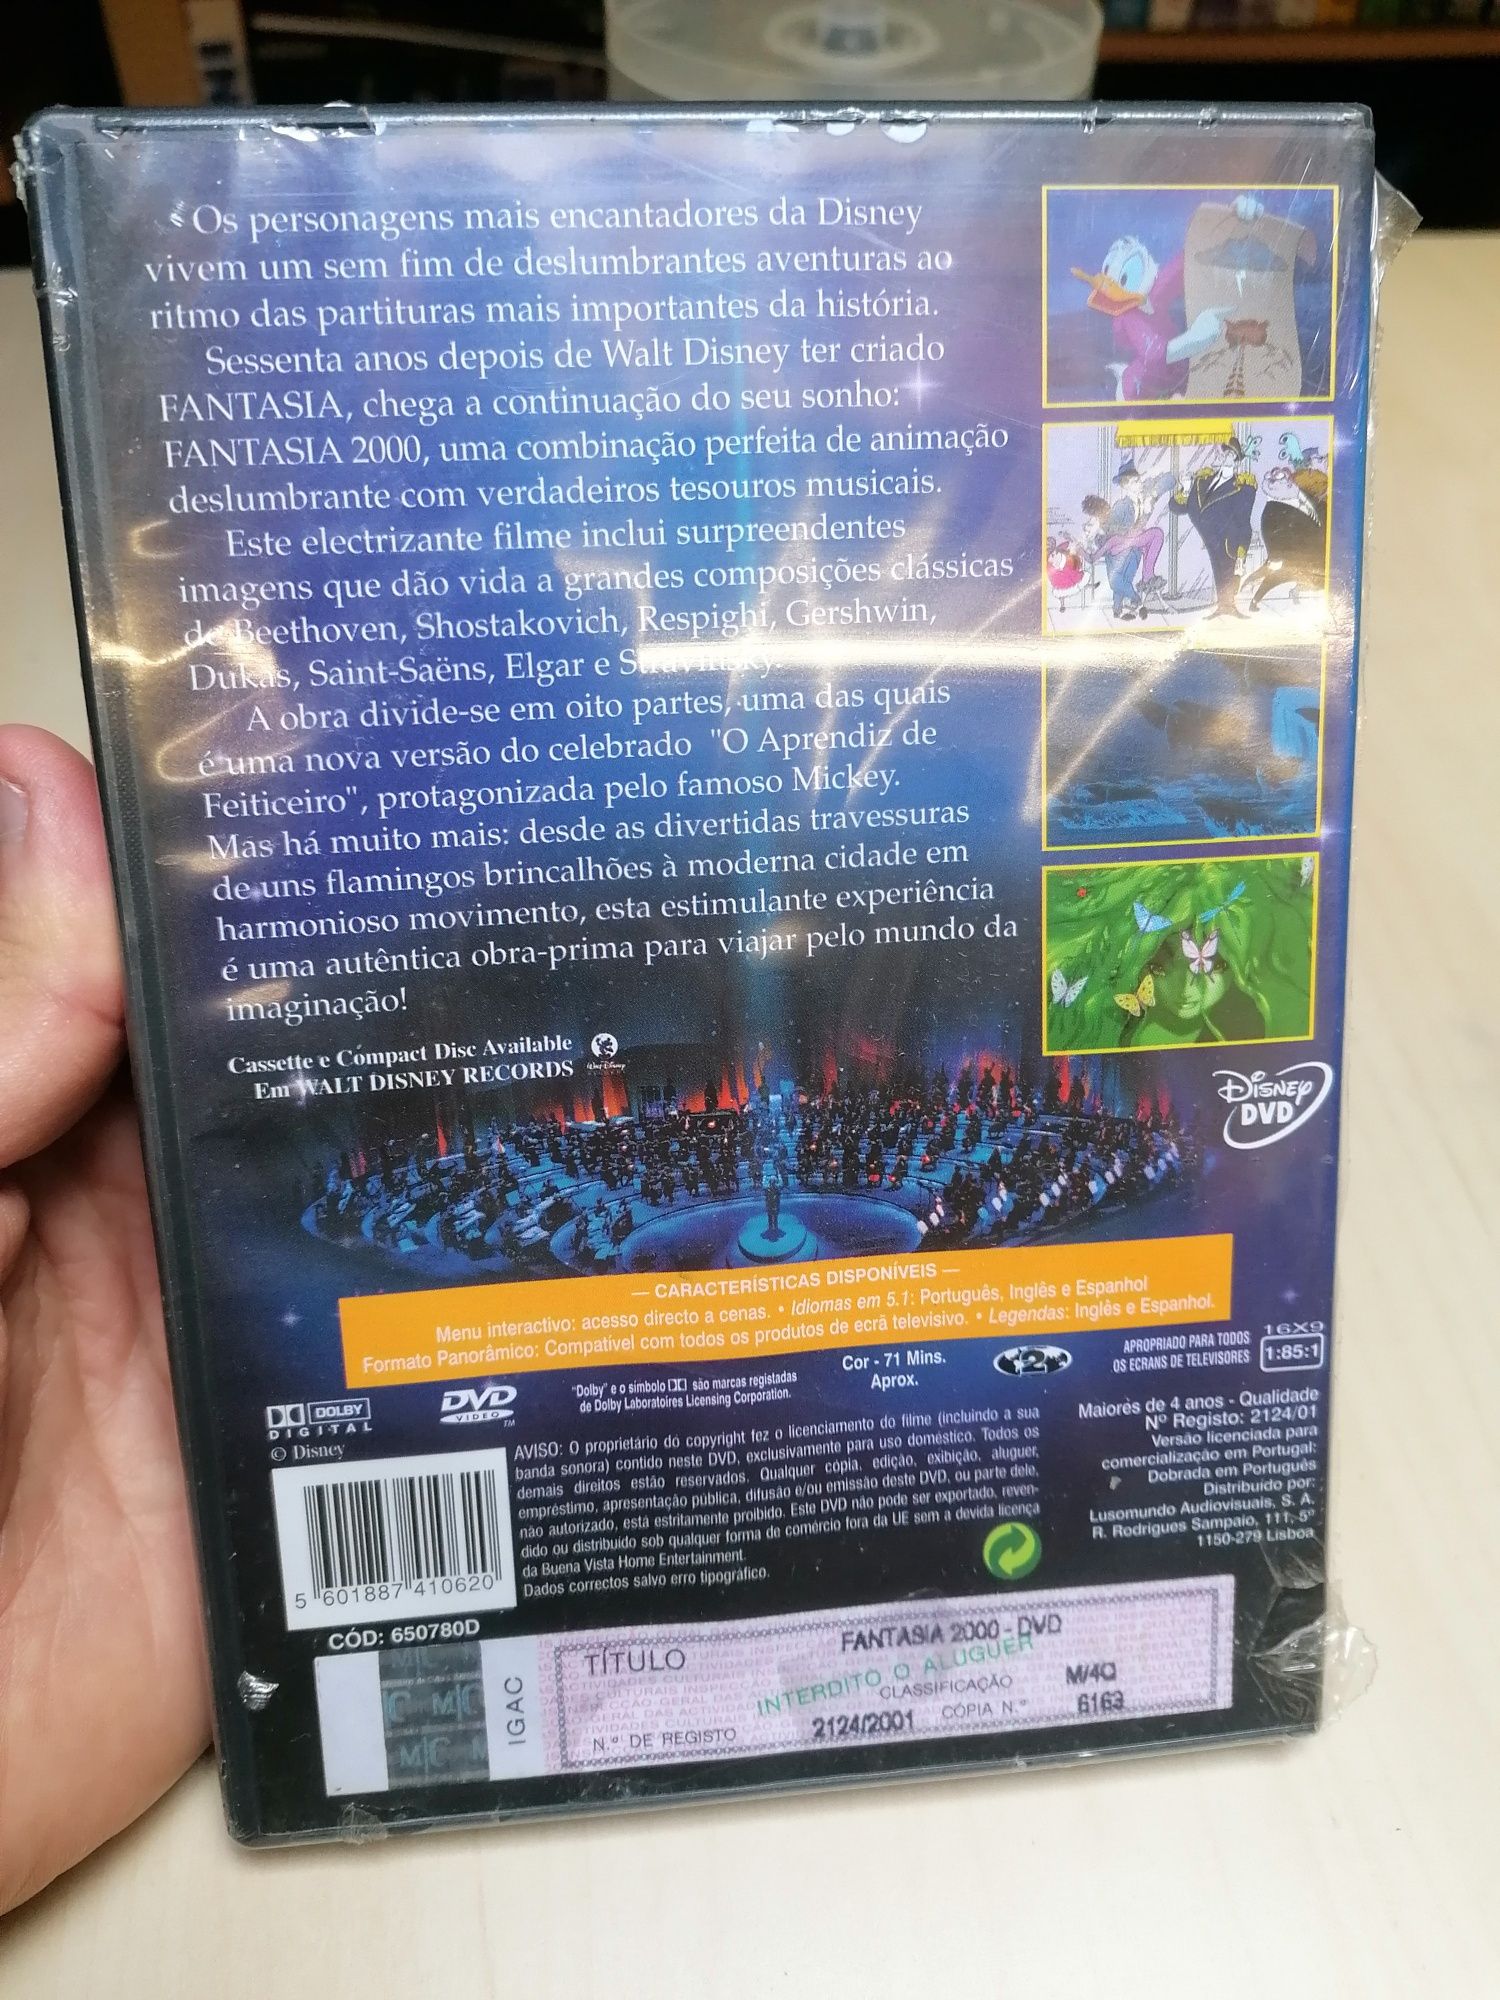 Os personagens mais encantadores da Disney
vivem um sem fim de deslumbrantes aventuras ao
ritmo das partituras mais importantes da história.
Sessenta anos depois de Walt Disney ter criado
FANTASIA, chega a continuação do seu sonho:
FANTASIA 2000, uma combinação perfeita de animação
deslumbrante com verdadeiros tesouros musicais.
Este electrizante filme inclui surpreendentes
imagens que dão vida a grandes composições clássicas
de Beethoven, Shostakovich, Respighi, Gershwin,
Dukas, Saint-Saëns, Elgar e Stravinsky.
A obra divide-se em oito partes, uma das quais
é uma nova versão do celebrado "O Aprendiz de
Feiticeiro", protagonizada pelo famoso Mickey.
Mas há muito mais: desde as divertidas travessuras
de uns flamingos brincalhões à moderna cidade em
harmonioso movimento, esta estimulante experiência
é uma autêntica obra-prima para viajar pelo mundo da
imaginação!
Cassette e Compact Disc Available
Em WALT DISNEY RECORDS
DISNEY
DVD
— CARACTERÍSTICAS DISPONÍVEIS —
Menu interactivo: acesso directo a cenas. • Idiomas em 5.1: Português, Inglês e Espanhol
Formato Panorâmico: Compatível com todos os produtos de ecrã televisivo. • Legendas: Inglês e Espanhol.
DOLBY
DIGITAL
DVD
VIDEO
TM
"Dolby" e o símbolo são marcas registadas
de Dolby Laboratoires Licensing Corporation.
Cor - 71 Mins.
Aprox.
2
APROPRIADO PARA TODOS
OS ECRANS DE TELEVISORES
16X9
1:85:1
© Disney
AVISO: O proprietário do copyright fez o licenciamento do filme (incluindo a sua
banda sonora) contido neste DVD, exclusivamente para uso doméstico. Todos os
demais direitos estão reservados. Qualquer cópia, edição, exibição, aluguer,
empréstimo, apresentação pública, difusão e/ou emissão deste DVD, ou parte dele,
não autorizado, está estritamente proibido. Este DVD não pode ser exportado, reven-
dido ou distribuido sob qualquer forma de comércio fora da UE sem a devida licença
da Buena Vista Home Entertainment.
Dados correctos salvo erro tipográfico.
Maiores de 4 anos - Qualidade
Nº Registo: 2124/01
Versão licenciada para
comercialização em Portugal:
Dobrada em Português
Distribuído por:
Lusomundo Audiovisuais, S. A.
R. Rodrigues Sampaio, 111, 5º
1150-279 Lisboa
5 601887 410620
CÓD: 650780D
IGAC
TÍTULO
FANTASIA 2000 - DVD
INTERDITO O ALUGUER
CLASSIFICAÇÃO
M/4Q
N.º DE REGISTO
2124/2001
CÓPIA N.º
6163